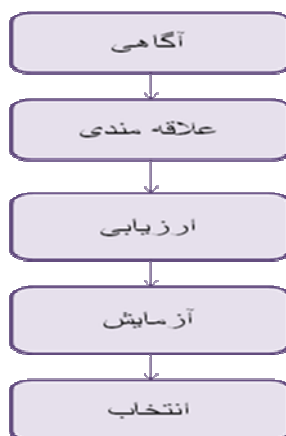 آگاهی
علاقه مندی
ارزیابی
آزمایش
انتخاب